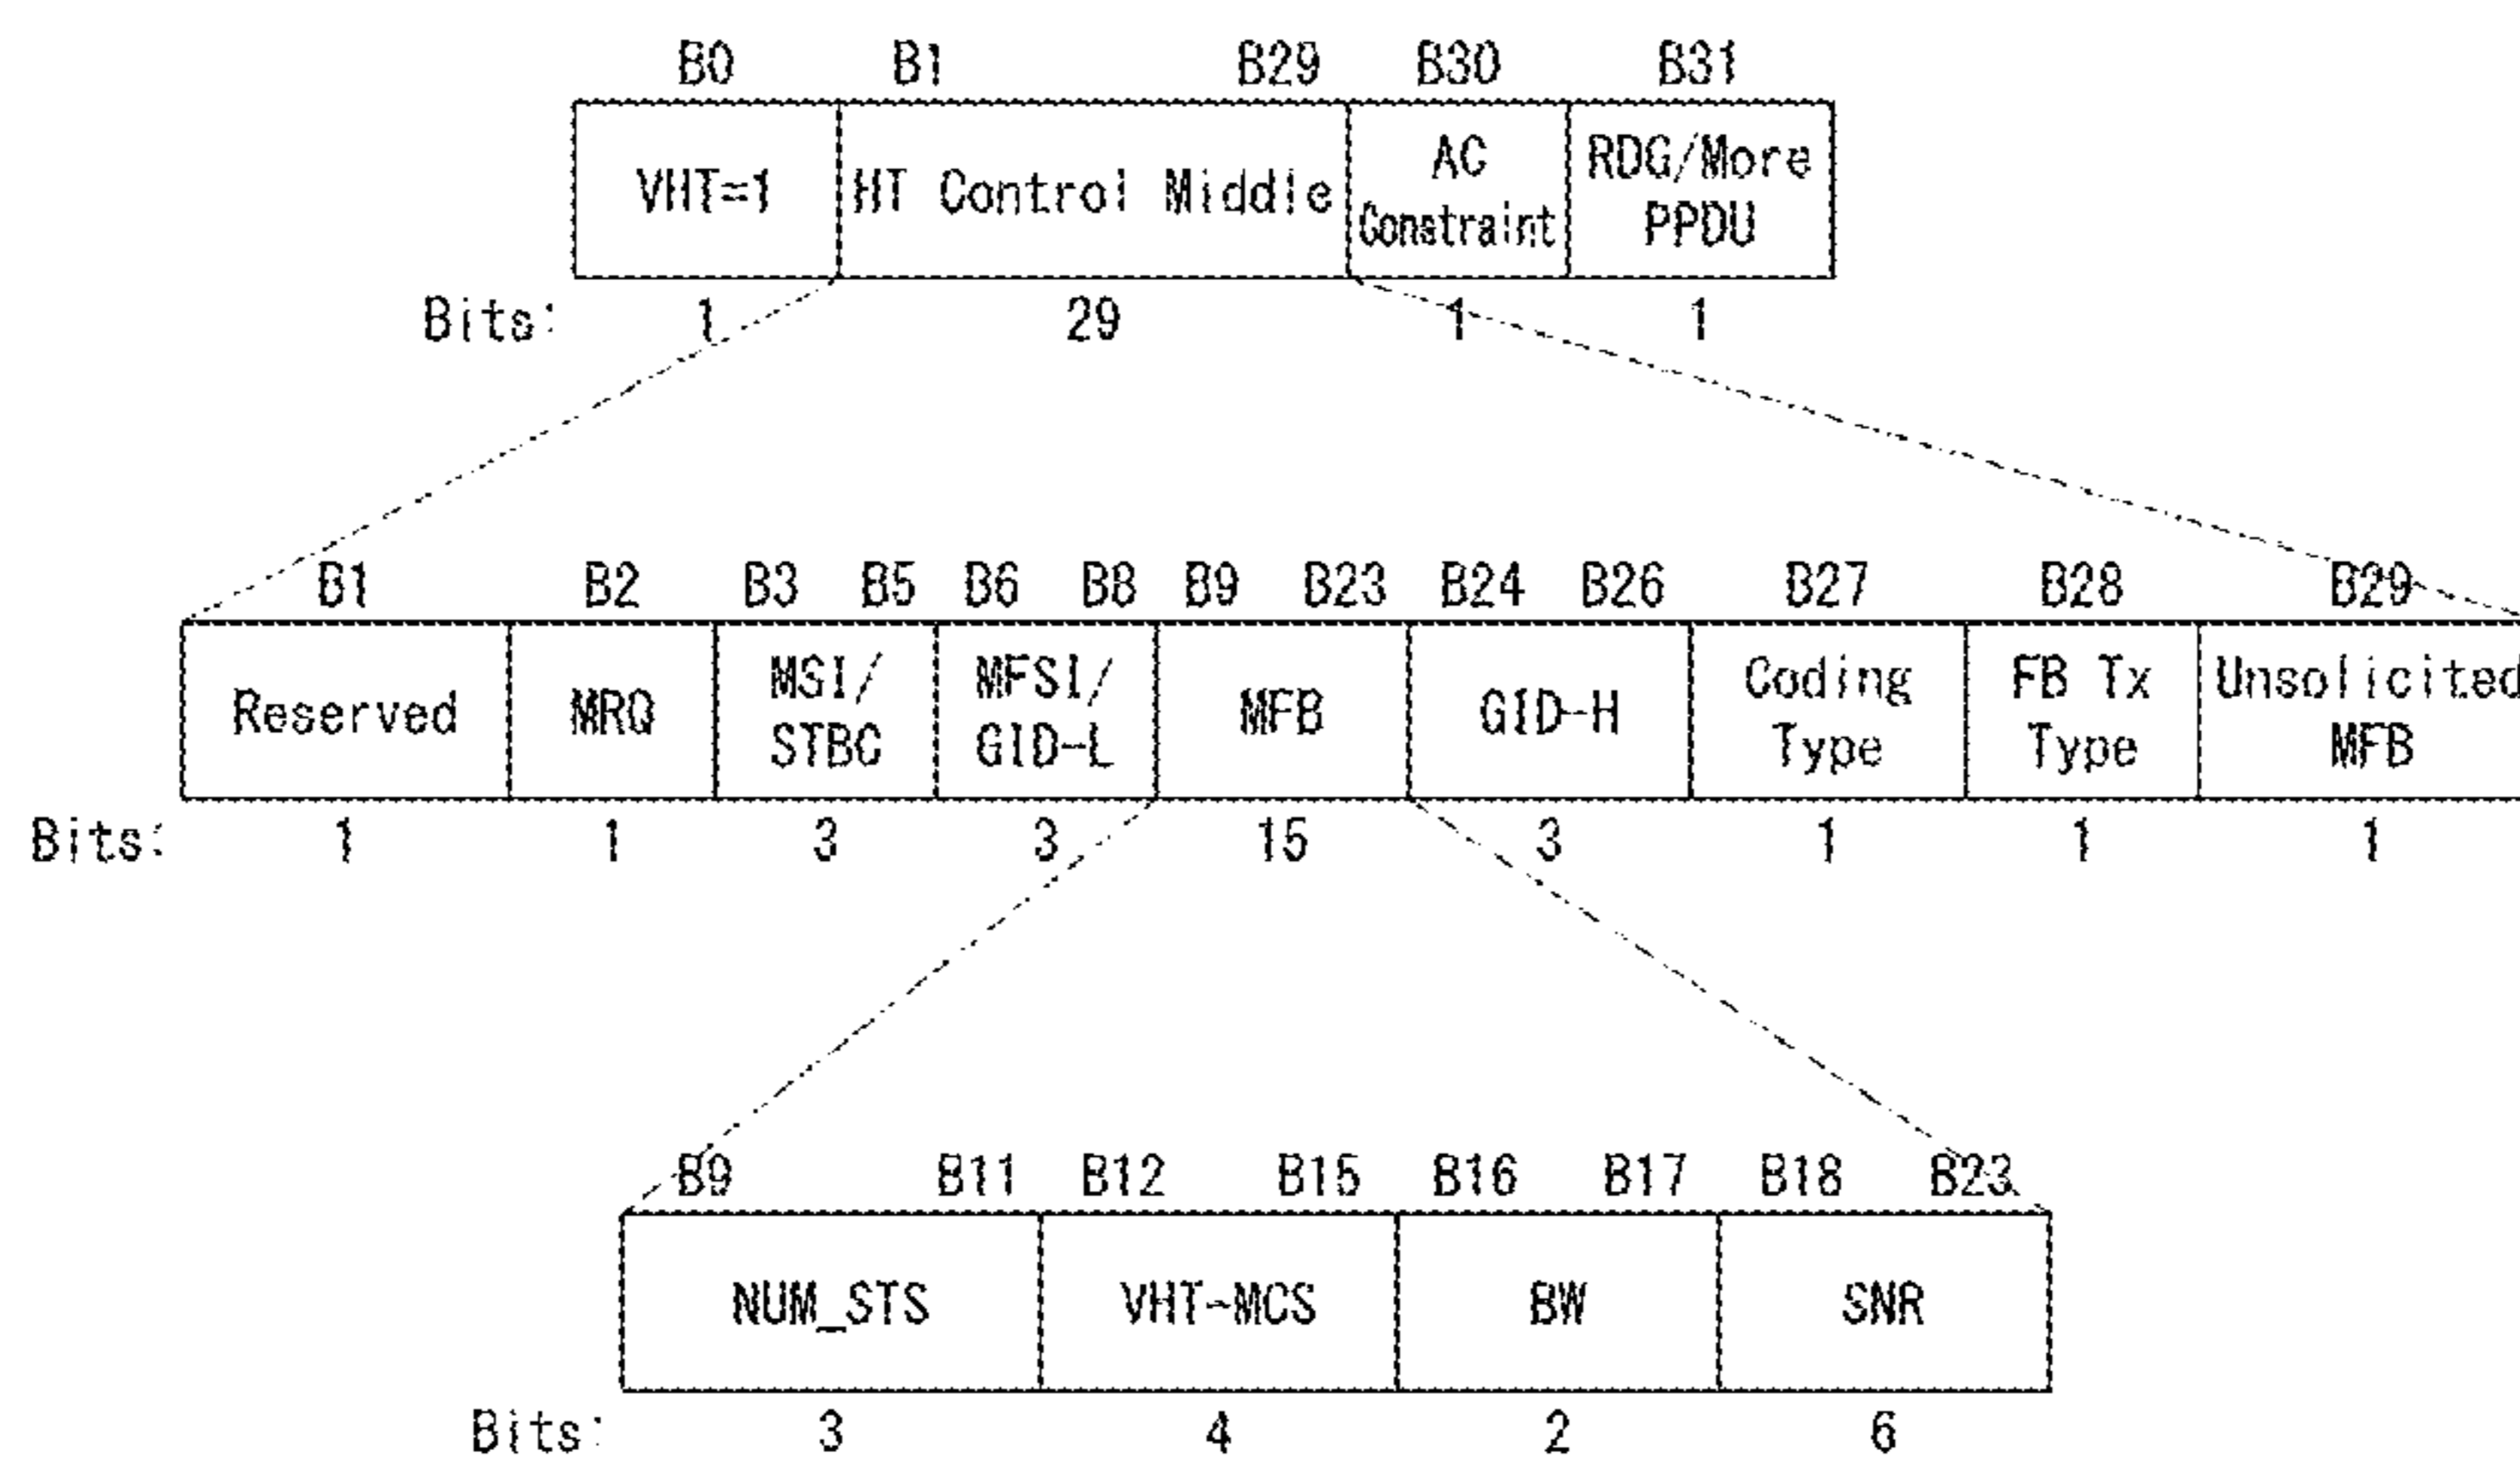 B0 B1 B29 B30 B31
VHT=1 HT Control Middle AC Constraint RDG/More PPDU
Bits: 1 29 1 1
B1 B2 B3 B5 B6 B8 B9 B23 B24 B26 B27 B28 B29
Reserved MRQ MSI/ STBC MFSI/ GID-L MFB GID-H Coding Type FB Tx Type Unsolicited MFB
Bits: 1 1 3 3 15 3 1 1 1
B9 B11 B12 B15 B16 B17 B18 B23
NUM_STS VHT-MCS BW SNR
Bits: 3 4 2 6